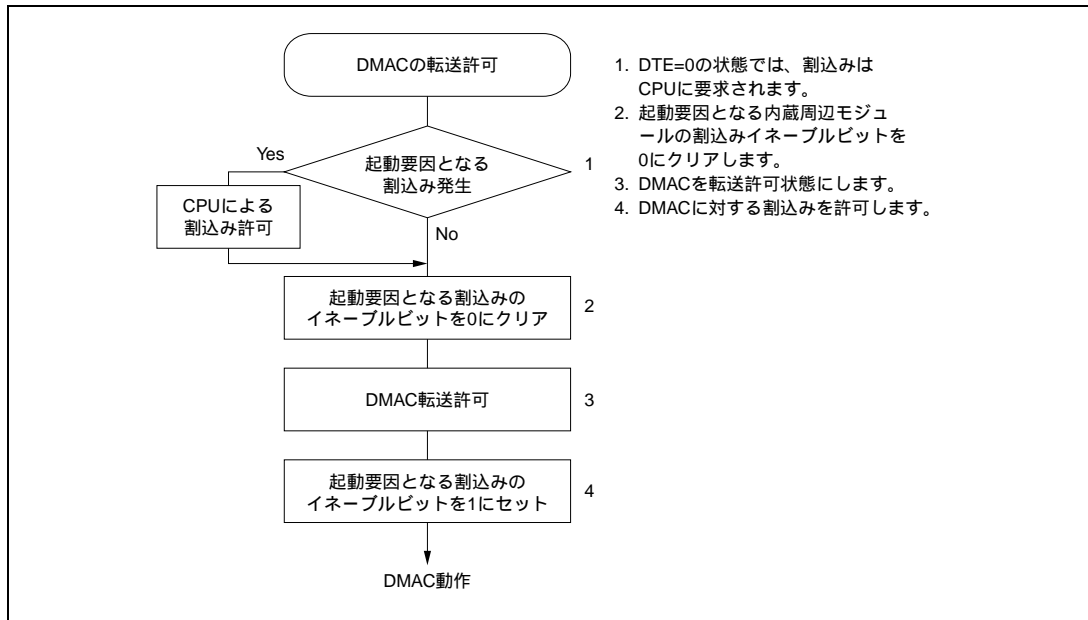 DMACの転送許可
Yes
起動要因となる
割込み発生
1
CPUによる
割込み許可
No
起動要因となる割込みの
イネーブルビットを0にクリア
2
DMAC転送許可
3
起動要因となる割込みの
イネーブルビットを1にセット
4
DMAC動作
1. DTE=0の状態では、割込みは
CPUに要求されます。
2. 起動要因となる内蔵周辺モジュ
ールの割込みイネーブルビットを
0にクリアします。
3. DMACを転送許可状態にします。
4. DMACに対する割込みを許可します。